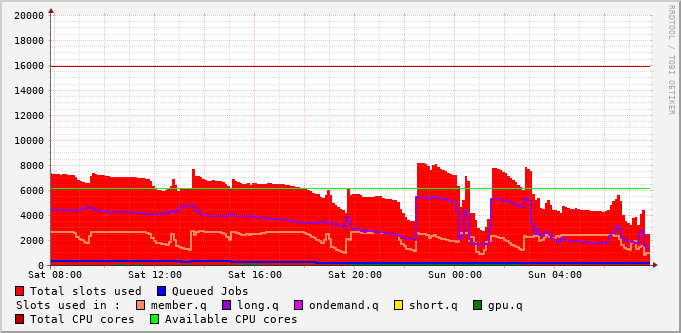 20000
18000
16000
14000
12000
10000
8000
6000
4000
2000
0
Sat 08:00 Sat 12:00 Sat 16:00 Sat 20:00 Sun 00:00 Sun 04:00
RRDTOOL / TOBI OETIKER
Total slots used Queued Jobs
Slots used in : member.q long.q ondemand.q short.q gpu.q
Total CPU cores Available CPU cores